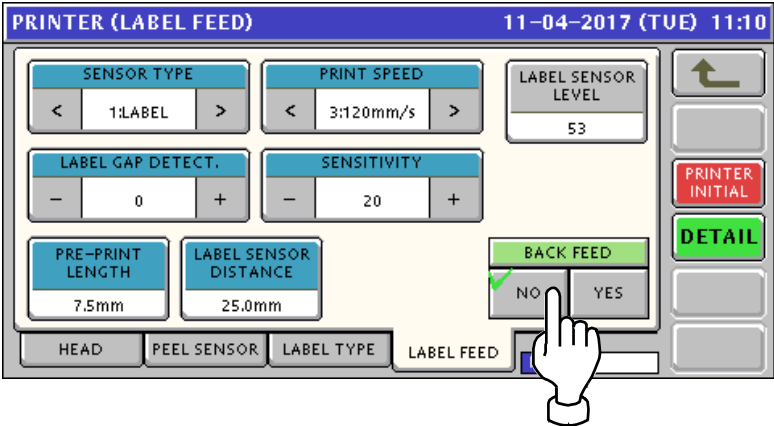 PRINTER (LABEL FEED)
11-04-2017 (TUE) 11:10
SENSOR TYPE
< 1:LABEL >
PRINT SPEED
< 3:120mm/s >
LABEL SENSOR
LEVEL
53
LABEL GAP DETECT.
- 0 +
SENSITIVITY
- 20 +
PRINTER
INITIAL
DETAIL
PRE-PRINT
LENGTH
7.5mm
LABEL SENSOR
DISTANCE
25.0mm
BACK FEED
NO
YES
HEAD
PEEL SENSOR
LABEL TYPE
LABEL FEED